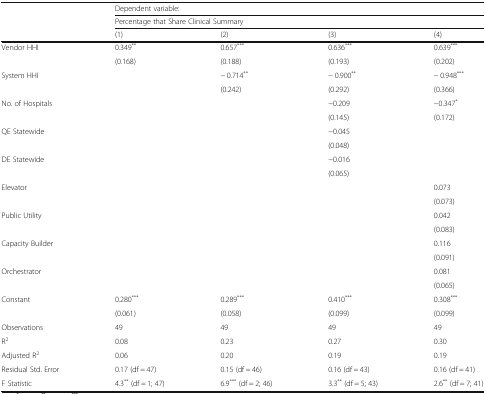 Dependent variable:
Percentage that Share Clinical Summary
(1) (2) (3) (4)
Vendor HHI 0.349** 0.657*** 0.636*** 0.639***
(0.168) (0.188) (0.193) (0.202)
System HHI − 0.714** − 0.900** − 0.948***
(0.242) (0.292) (0.366)
No. of Hospitals −0.209 −0.347*
(0.145) (0.172)
QE Statewide −0.045
(0.048)
DE Statewide −0.016
(0.065)
Elevator 0.073
(0.073)
Public Utility 0.042
(0.083)
Capacity Builder 0.116
(0.091)
Orchestrator 0.081
(0.065)
Constant 0.280*** 0.289*** 0.410*** 0.308***
(0.061) (0.058) (0.099) (0.099)
Observations 49 49 49 49
R² 0.08 0.23 0.27 0.30
Adjusted R² 0.06 0.20 0.19 0.19
Residual Std. Error 0.17 (df = 47) 0.15 (df = 46) 0.16 (df = 43) 0.16 (df = 41)
F Statistic 4.3** (df = 1; 47) 6.9*** (df = 2; 46) 3.3** (df = 5; 43) 2.6** (df = 7; 41)